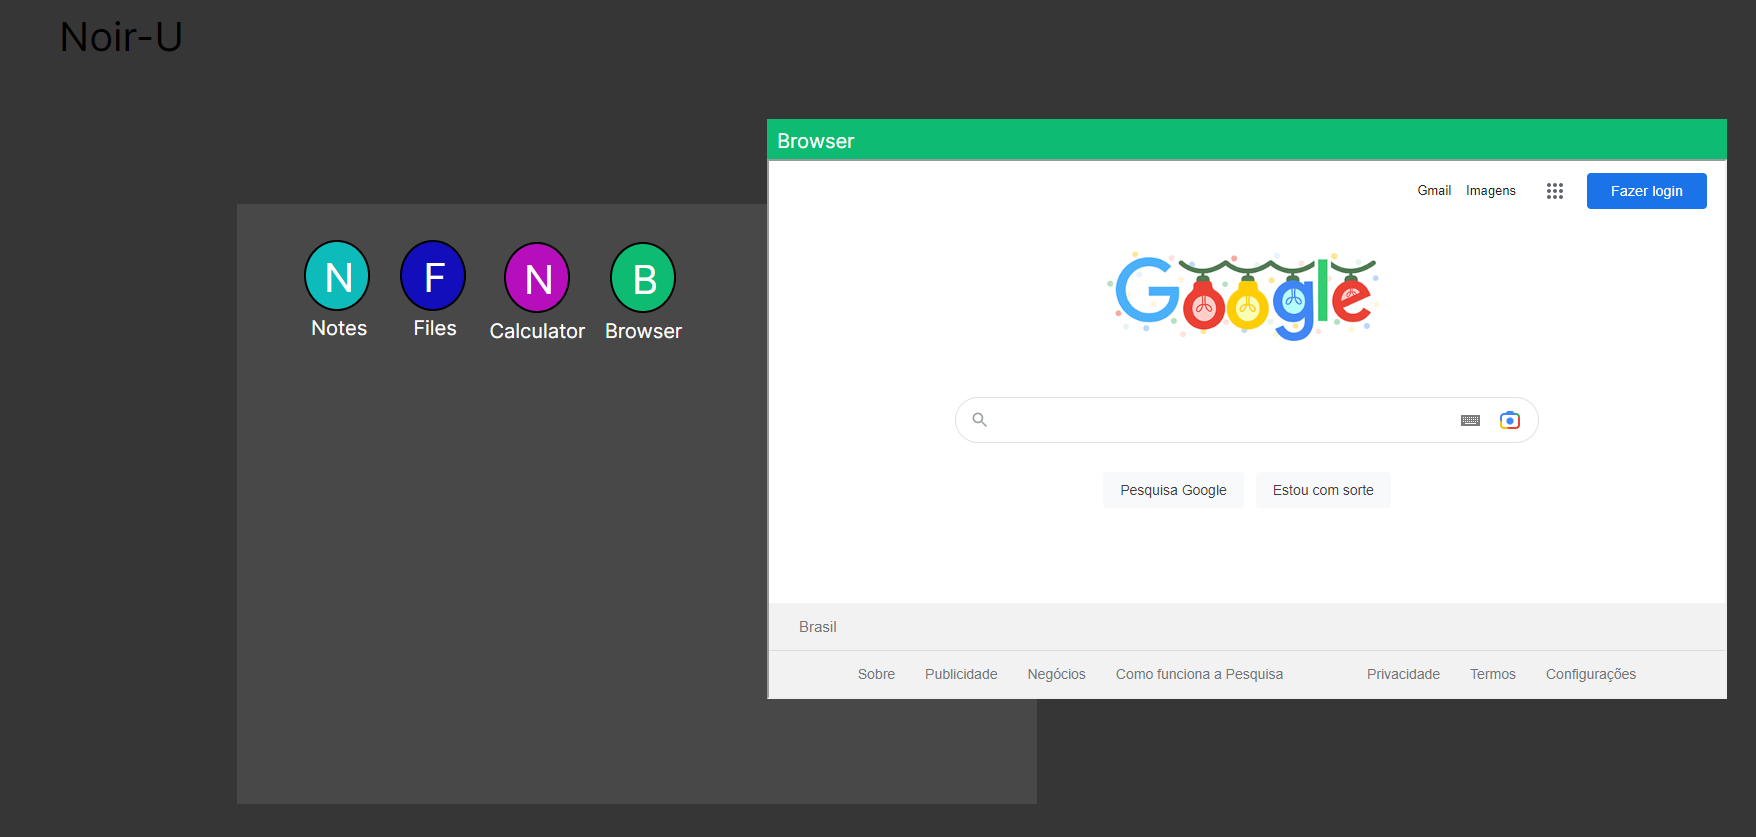 Noir-U
Browser
Gmail Imagens Fazer login
N F N B
Notes Files Calculator Browser
Google
Pesquisa Google Estou com sorte
Brasil
Sobre Publicidade Negócios Como funciona a Pesquisa Privacidade Termos Configurações